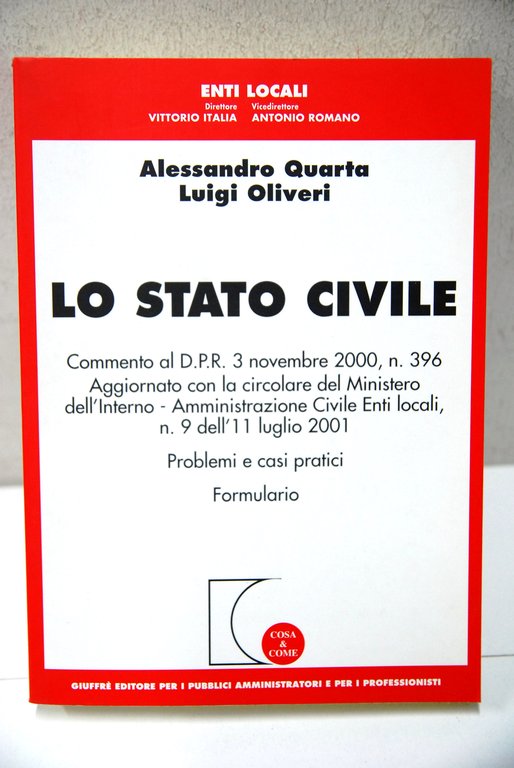 ENTI LOCALI
Direttore Vicedirettore
VITTORIO ITALIA ANTONIO ROMANO
Alessandro Quarta
Luigi Oliveri
LO STATO CIVILE
Commento al D.P.R. 3 novembre 2000, n. 396
Aggiornato con la circolare del Ministero
dell'Interno - Amministrazione Civile Enti locali,
n. 9 dell'11 luglio 2001
Problemi e casi pratici
Formulario
COSA
&
COME
GIUFFRÈ EDITORE PER I PUBBLICI AMMINISTRATORI E PER I PROFESSIONISTI